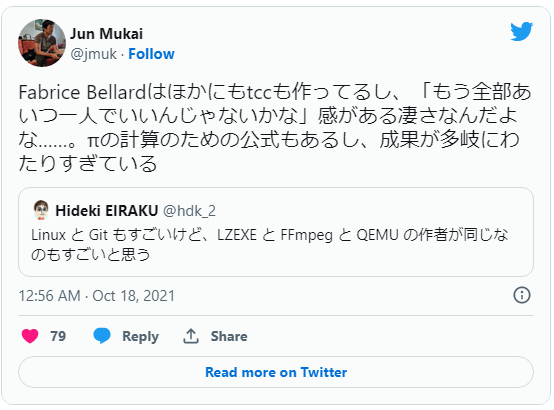 Jun Mukai
@jmuk · Follow
Fabrice Bellardはほかにもtccも作ってるし、「もう全部あ
いつ一人でいいんじゃないかな」感がある凄さなんだよ
な......。πの計算のための公式もあるし、成果が多岐にわ
たりすぎている
Hideki EIRAKU @hdk_2
Linux と Git もすごいけど、LZEXE と FFmpeg と QEMU の作者が同じな
のもすごいと思う
12:56 AM · Oct 18, 2021
79 Reply Share
Read more on Twitter